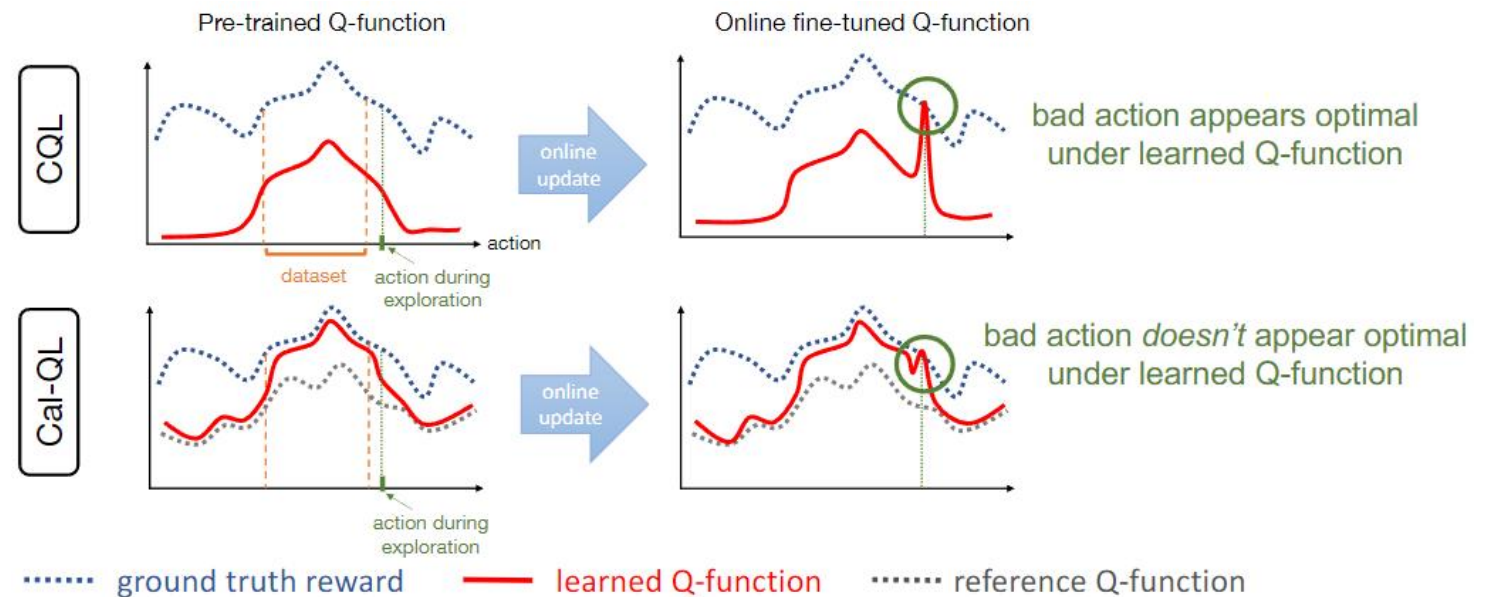 Pre-trained Q-function
Online fine-tuned Q-function
CQL
online
update
bad action appears optimal
under learned Q-function
action
dataset
action during
exploration
Cal-QL
online
update
bad action doesn't appear optimal
under learned Q-function
action during
exploration
ground truth reward
learned Q-function
reference Q-function